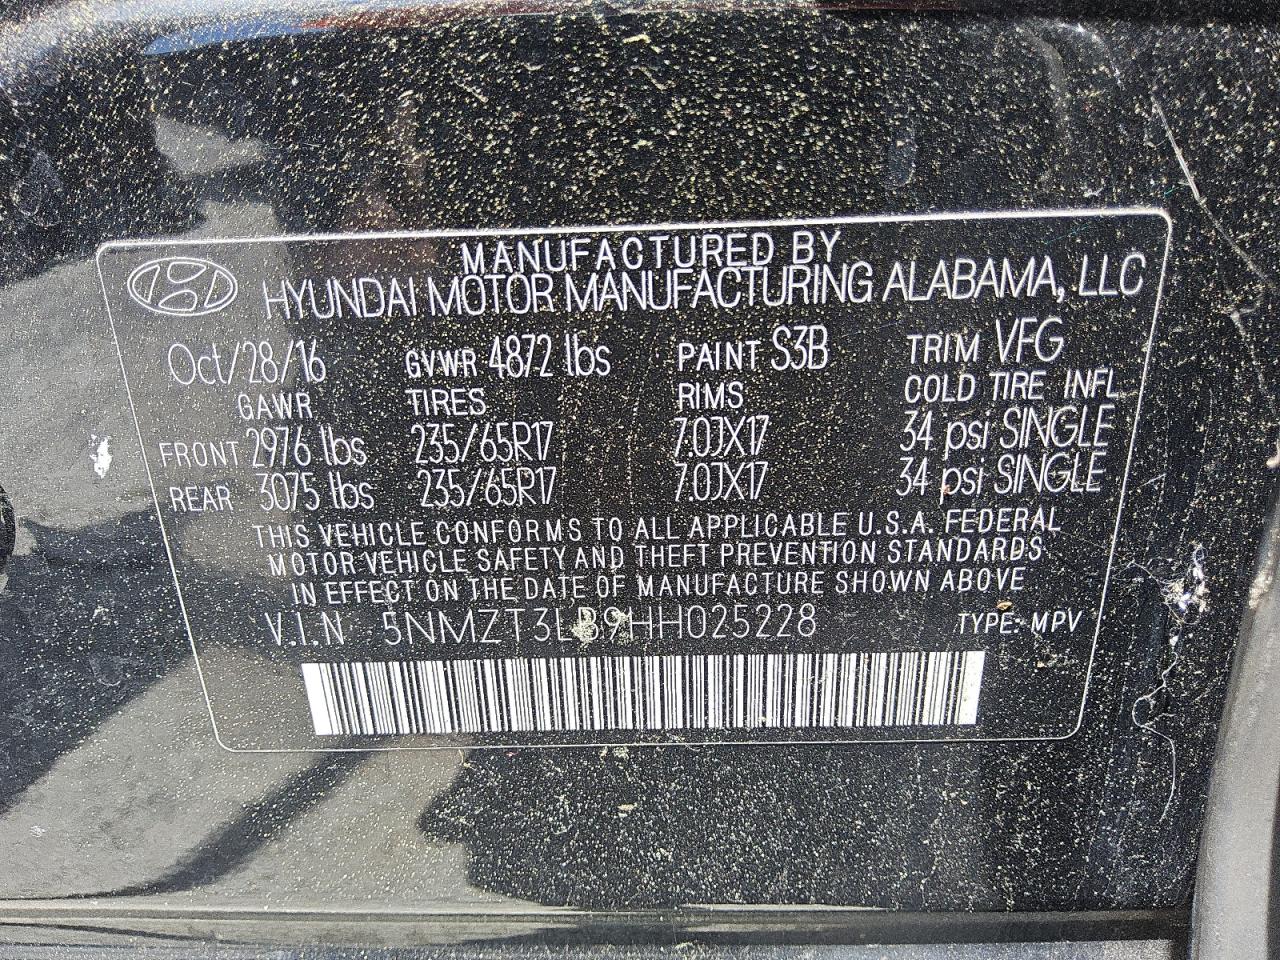 MANUFACTURED BY
HYUNDAI MOTOR MANUFACTURING ALABAMA, LLC
Oct/28/16 GVWR 4872 lbs PAINT S3B TRIM VFG
GAWR TIRES RIMS COLD TIRE INFL
FRONT 2976 lbs 235/65R17 7.0JX17 34 psi SINGLE
REAR 3075 lbs 235/65R17 7.0JX17 34 psi SINGLE
THIS VEHICLE CONFORMS TO ALL APPLICABLE U.S.A. FEDERAL
MOTOR VEHICLE SAFETY AND THEFT PREVENTION STANDARDS
IN EFFECT ON THE DATE OF MANUFACTURE SHOWN ABOVE
V.I.N 5NMZT3LB9HH025228 TYPE: MPV